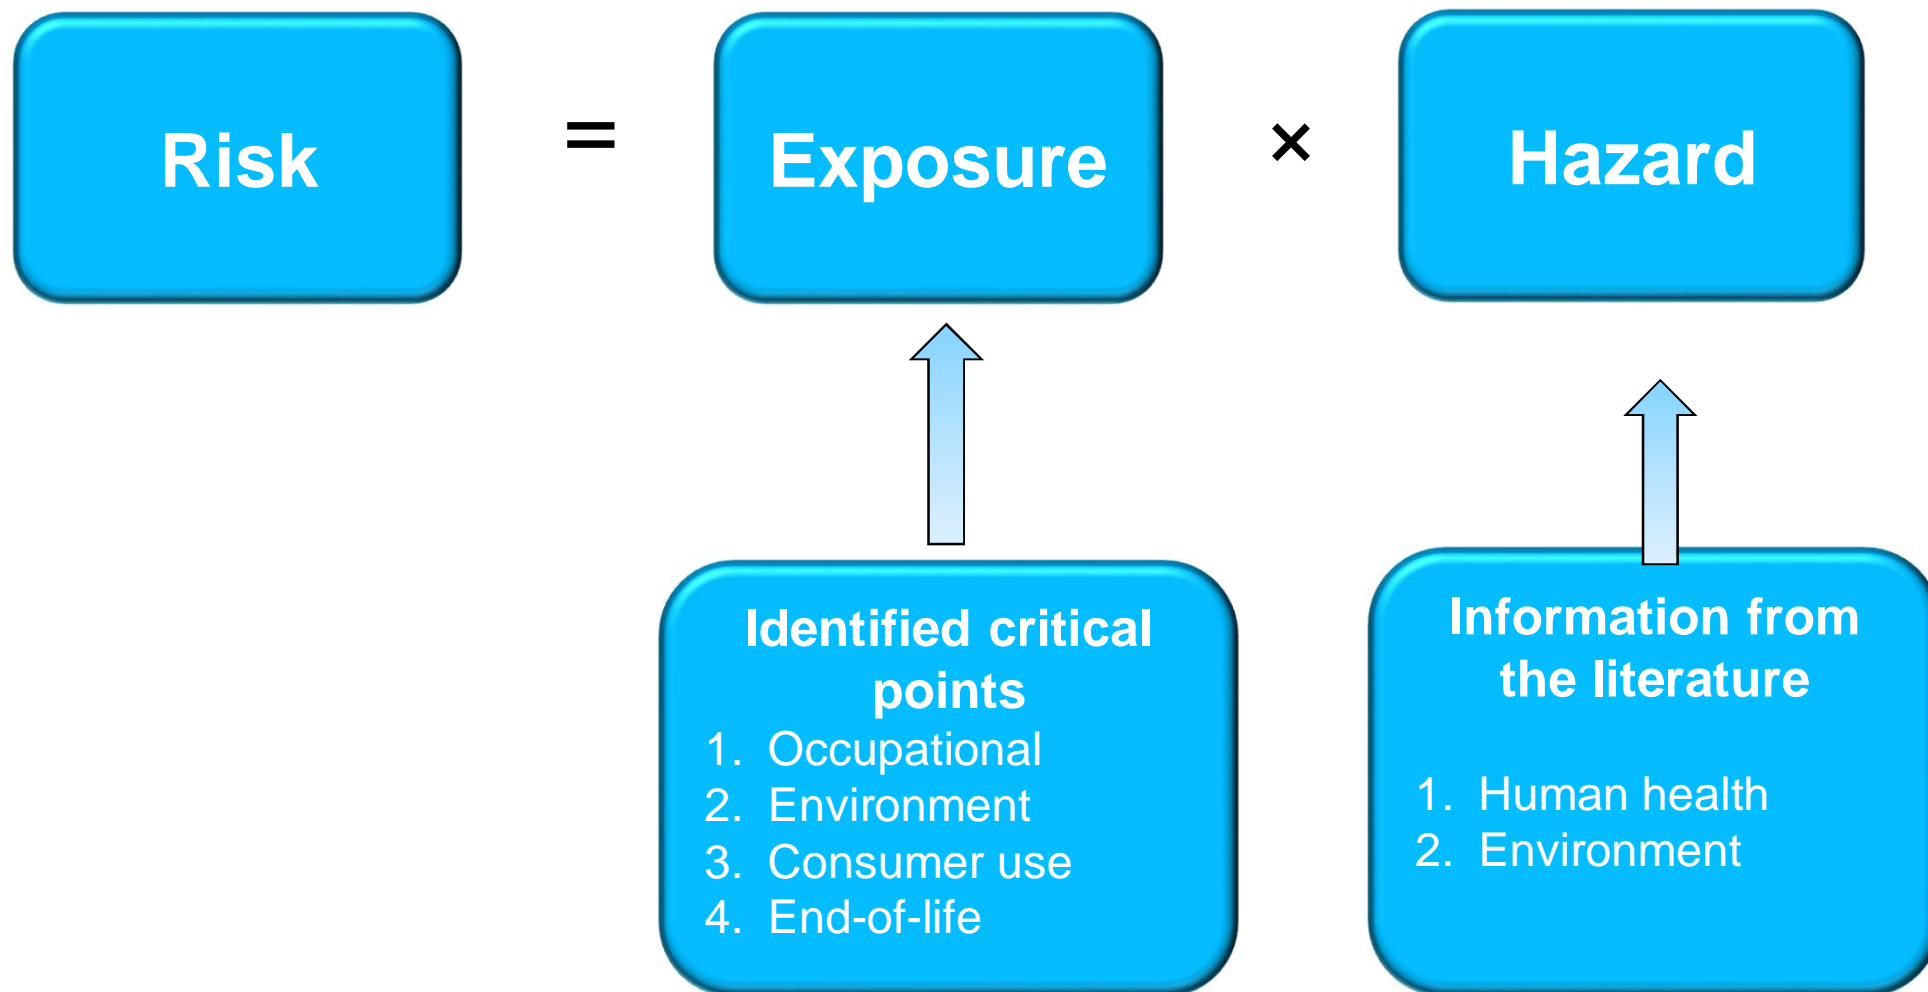 Risk
=
Exposure
×
Hazard
Identified critical
points
1. Occupational
2. Environment
3. Consumer use
4. End-of-life
Information from
the literature
1. Human health
2. Environment